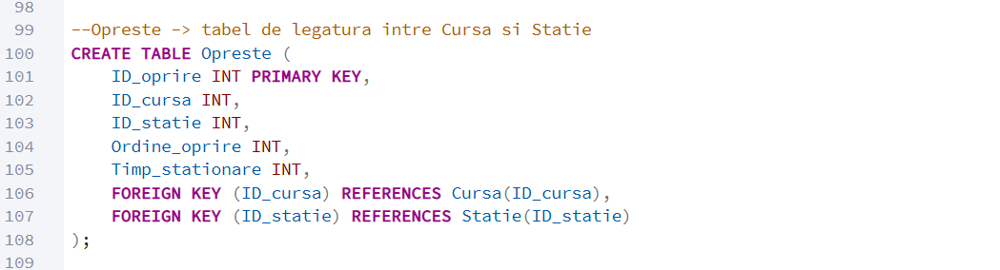 98
99 --Opreste -> tabel de legatura intre Cursa si Statie
100 CREATE TABLE Opreste (
101 ID_oprire INT PRIMARY KEY,
102 ID_cursa INT,
103 ID_statie INT,
104 Ordine_oprire INT,
105 Timp_stationare INT,
106 FOREIGN KEY (ID_cursa) REFERENCES Cursa(ID_cursa),
107 FOREIGN KEY (ID_statie) REFERENCES Statie(ID_statie)
108 );
109